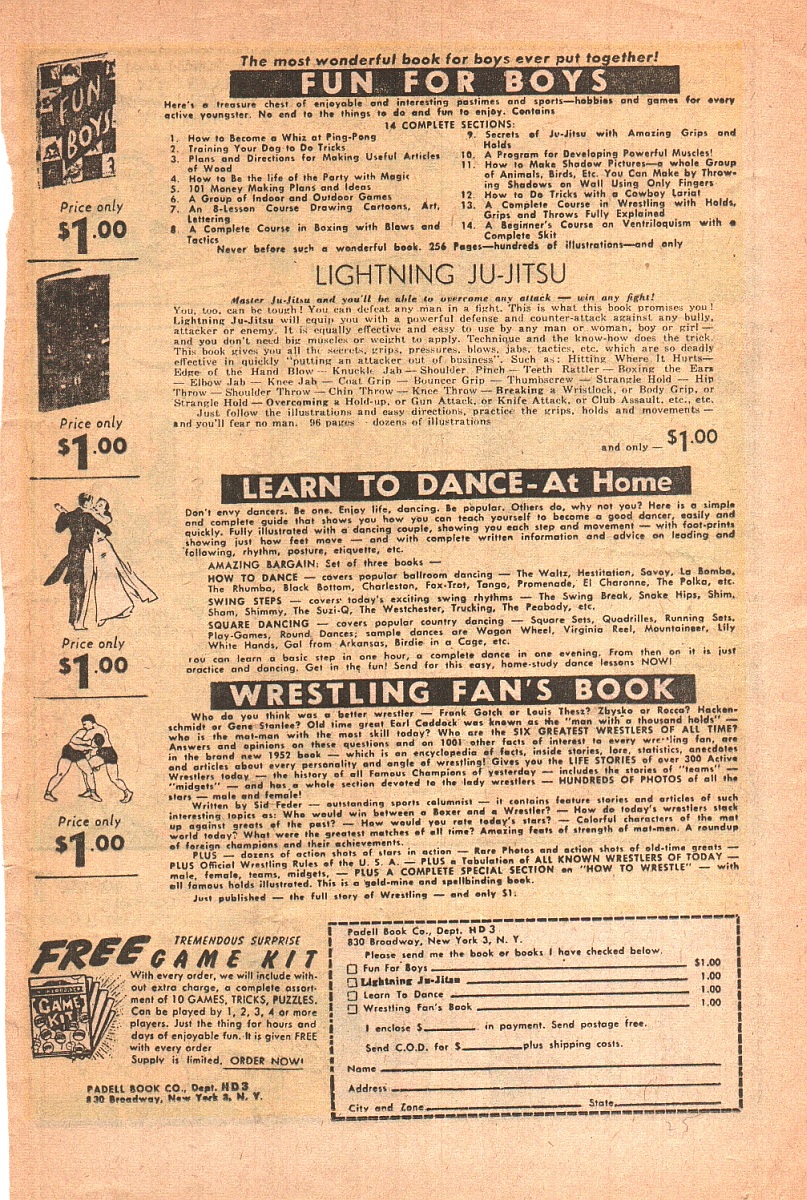 The most wonderful book for boys ever put together!
FUN FOR BOYS
FUN
BOYS
Here's a treasure chest of enjoyable and interesting pastimes and sports—hobbies and games for every
active youngster. No end to the things to do and fun to enjoy. Contains
14 COMPLETE SECTIONS:
1. How to Become a Whiz at Ping-Pong
2. Training Your Dog to Do Tricks
3. Plans and Directions for Making Useful Articles
of Wood
4. How to Be the life of the Party with Magic
5. 101 Money Making Plans and Ideas
6. A Group of Indoor and Outdoor Games
7. An 8-Lesson Course Drawing Cartoons, Art,
Lettering
8. A Complete Course in Boxing with Blows and
Tactics
9. Secrets of Ju-Jitsu with Amazing Grips and
Holds
10. A Program for Developing Powerful Muscles!
11. How to Make Shadow Pictures—a whole Group
of Animals, Birds, Etc. You Can Make by Throw-
ing Shadows on Wall Using Only Fingers
12. How to Do Tricks with a Cowboy Lariat
13. A Complete Course in Wrestling with Holds,
Grips and Throws Fully Explained
14. A Beginner's Course on Ventriloquism with a
Complete Skit
Never before such a wonderful book. 256 Pages—hundreds of illustrations—and only
Price only
$1.00
LIGHTNING JU-JITSU
Master Ju-Jitsu and you'll be able to overcome any attack — win any fight!
You, too, can be tough! You can defeat any man in a fight. This is what this book promises you!
Lightning Ju-Jitsu will equip you with a powerful defense and counter-attack against any bully,
attacker or enemy. It is equally effective and easy to use by any man or woman, boy or girl —
and you don't need big muscles or weight to apply. Technique and the know-how does the trick.
This book gives you all the secrets, grips, pressures, blows, jabs, tactics, etc. which are so deadly
effective in quickly "putting an attacker out of business". Such as: Hitting Where It Hurts—
Edge of the Hand Blow — Knuckle Jab — Shoulder Pinch — Teeth Rattler — Boxing the Ears
— Elbow Jab — Knee Jab — Coat Grip — Bouncer Grip — Thumbscrew — Strangle Hold — Hip
Throw — Shoulder Throw — Chin Throw — Knee Throw — Breaking a Wristlock, or Body Grip, or
Strangle Hold — Overcoming a Hold-up, or Gun Attack, or Knife Attack, or Club Assault, etc., etc.
Just follow the illustrations and easy directions, practice the grips, holds and movements —
and you'll fear no man. 96 pages - dozens of illustrations
and only — $1.00
Price only
$1.00
LEARN TO DANCE-At Home
Don't envy dancers. Be one. Enjoy life, dancing. Be popular. Others do, why not you? Here is a simple
and complete guide that shows you how you can teach yourself to become a good dancer, easily and
quickly. Fully illustrated with a dancing couple, showing you each step and movement — with foot-prints
showing just how feet move — and with complete written information and advice on leading and
following, rhythm, posture, etiquette, etc.
AMAZING BARGAIN: Set of three books —
HOW TO DANCE — covers popular ballroom dancing — The Waltz, Hestitation, Savoy, La Bomba,
The Rhumba, Black Bottom, Charleston, Fox-Trot, Tango, Promenade, El Charonne, The Polka, etc.
SWING STEPS — covers today's exciting swing rhythms — The Swing Break, Snake Hips, Shim,
Sham, Shimmy, The Suzi-Q, The Westchester, Trucking, The Peabody, etc.
SQUARE DANCING — covers popular country dancing — Square Sets, Quadrilles, Running Sets,
Play-Games, Round Dances; sample dances are Wagon Wheel, Virginia Reel, Mountaineer, Lily
White Hands, Gal from Arkansas, Birdie in a Cage, etc.
You can learn a basic step in one hour, a complete dance in one evening. From then on it is just
practice and dancing. Get in the fun! Send for this easy, home-study dance lessons NOW!
Price only
$1.00
WRESTLING FAN'S BOOK
Who do you think was a better wrestler — Frank Gotch or Louis Thesz? Zbysko or Rocca? Hacken-
schmidt or Gene Stanlee? Old time great Earl Caddock was known as the "man with a thousand holds" —
who is the mat-man with the most skill today? Who are the SIX GREATEST WRESTLERS OF ALL TIME?
Answers and opinions on these questions and on 1001 other facts of interest to every wrestling fan, are
in the brand new 1952 book — which is an encyclopedia of facts, inside stories, lore, statistics, anecdotes
and articles about every personality and angle of wrestling! Gives you the LIFE STORIES of over 300 Active
Wrestlers today — the history of all Famous Champions of yesterday — includes the stories of "teams" —
"midgets" — and has a whole section devoted to the lady wrestlers — HUNDREDS OF PHOTOS of all the
stars — male and female!
Written by Sid Feder — outstanding sports columnist — it contains feature stories and articles of such
interesting topics as: Who would win between a Boxer and a Wrestler? — How do today's wrestlers stack
up against greats of the past? — How would you rate today's stars? — Colorful characters of the mat
world today? What were the greatest matches of all time? Amazing feats of strength of mat-men. A roundup
of foreign champions and their achievements.
PLUS — dozens of action shots of stars in action — Rare Photos and action shots of old-time greats —
PLUS Official Wrestling Rules of the U. S. A. — PLUS a Tabulation of ALL KNOWN WRESTLERS OF TODAY —
male, female, teams, midgets, — PLUS A COMPLETE SPECIAL SECTION on "HOW TO WRESTLE" — with
all famous holds illustrated. This is a gold-mine and spellbinding book.
Just published — the full story of Wrestling — and only $1.
Price only
$1.00
FREE TREMENDOUS SURPRISE
GAME KIT
With every order, we will include with-
out extra charge, a complete assort-
ment of 10 GAMES, TRICKS, PUZZLES.
Can be played by 1, 2, 3, 4 or more
players. Just the thing for hours and
days of enjoyable fun. It is given FREE
with every order
Supply is limited, ORDER NOW!
GAME
KIT
PADELL BOOK CO., Dept. HD3
830 Broadway, New York 3, N. Y.
Padell Book Co., Dept. HD3
830 Broadway, New York 3, N. Y.
Please send me the book or books I have checked below.
Fun For Boys $1.00
Lightning Ju-Jitsu 1.00
Learn To Dance 1.00
Wrestling Fan's Book 1.00
I enclose $ in payment. Send postage free.
Send C.O.D. for $ plus shipping costs.
Name
Address
City and Zone State
25